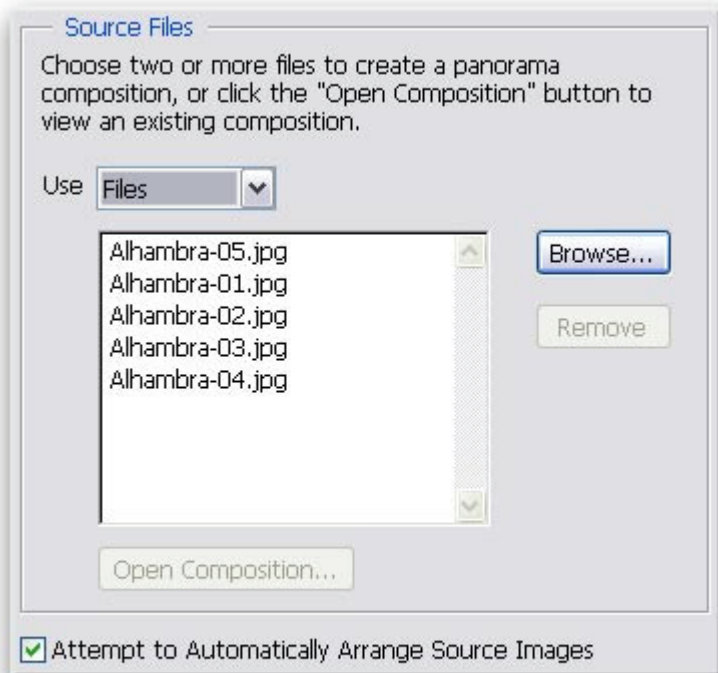 Source Files
Choose two or more files to create a panorama
composition, or click the "Open Composition" button to
view an existing composition.
Use Files
Alhambra-05.jpg
Browse...
Alhambra-01.jpg
Alhambra-02.jpg
Remove
Alhambra-03.jpg
Alhambra-04.jpg
Open Composition...
Attempt to Automatically Arrange Source Images